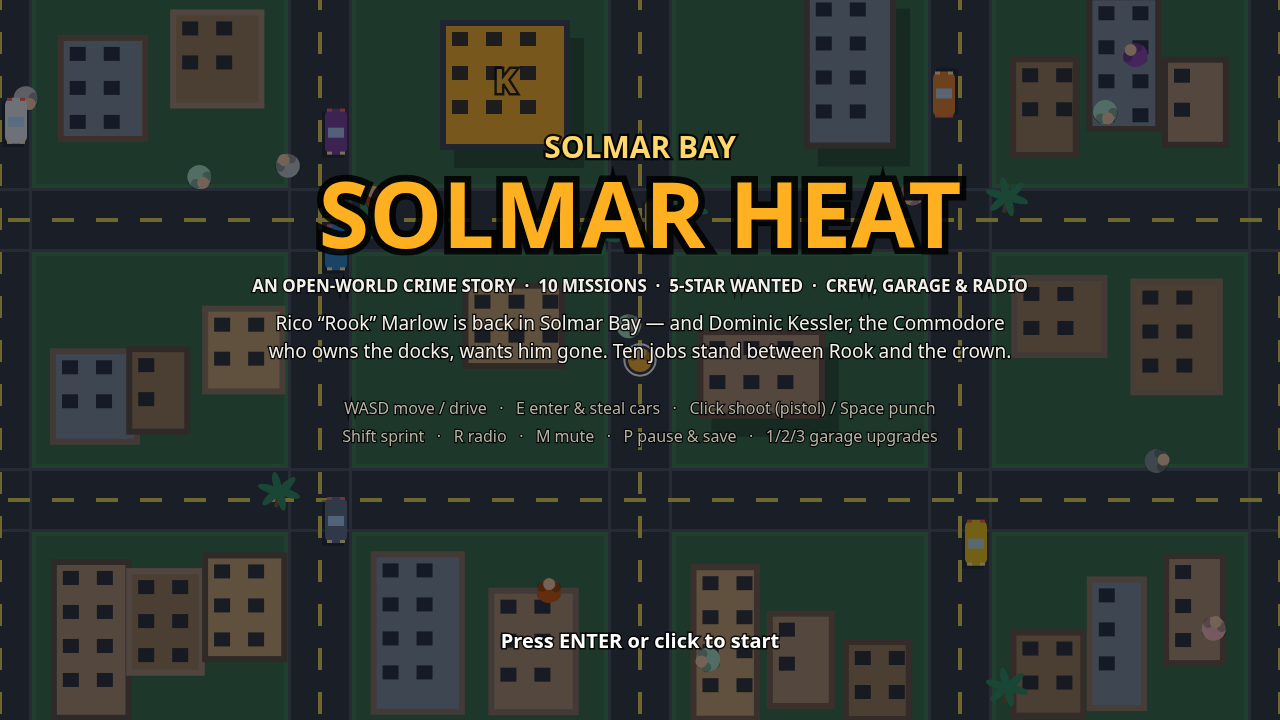 K
SOLMAR BAY
SOLMAR HEAT
AN OPEN-WORLD CRIME STORY · 10 MISSIONS · 5-STAR WANTED · CREW, GARAGE & RADIO
Rico “Rook” Marlow is back in Solmar Bay — and Dominic Kessler, the Commodore
who owns the docks, wants him gone. Ten jobs stand between Rook and the crown.
WASD move / drive · E enter & steal cars · Click shoot (pistol) / Space punch
Shift sprint · R radio · M mute · P pause & save · 1/2/3 garage upgrades
Press ENTER or click to start